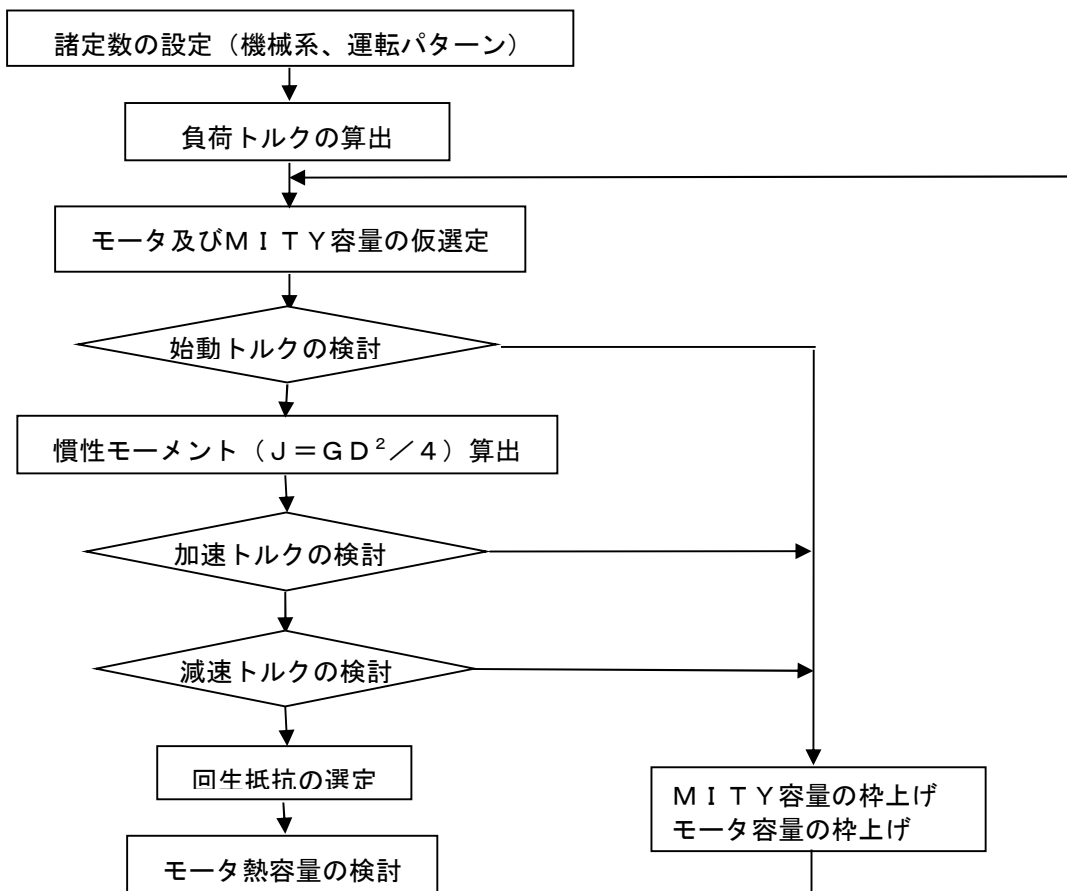 諸定数の設定（機械系、運転パターン）
負荷トルクの算出
モータ及びＭＩＴＹ容量の仮選定
始動トルクの検討
慣性モーメント（Ｊ＝ＧＤ²／４）算出
加速トルクの検討
減速トルクの検討
回生抵抗の選定
ＭＩＴＹ容量の枠上げ
モータ容量の枠上げ
モータ熱容量の検討